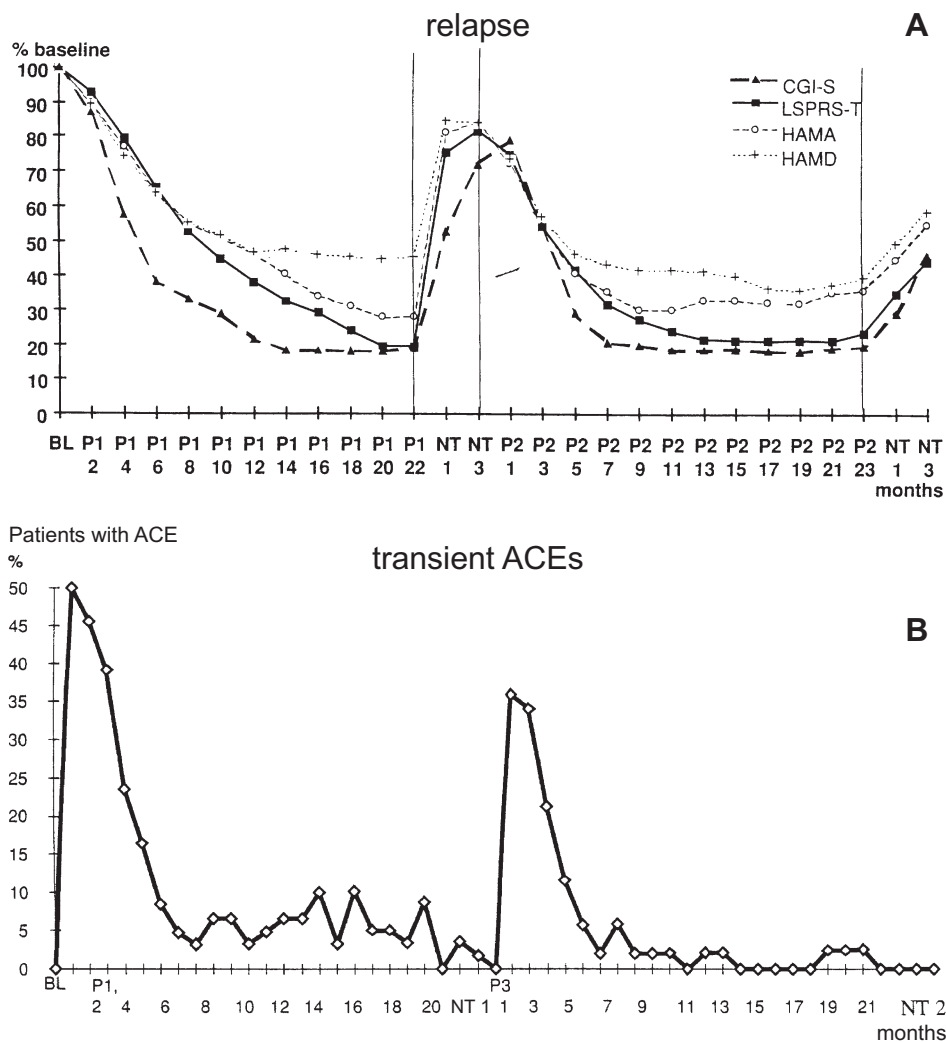 relapse
A
% baseline
100
90
80
70
60
50
40
30
20
10
0
CGI-S
LSPRS-T
HAMA
HAMD
BL P1 P1 P1 P1 P1 P1 P1 P1 P1 P1 P1 NT NT P2 P2 P2 P2 P2 P2 P2 P2 P2 P2 P2 P2 NT NT
2 4 6 8 10 12 14 16 18 20 22 1 3 1 3 5 7 9 11 13 15 17 19 21 23 1 3
months
Patients with ACE
transient ACEs
%
B
50
45
40
35
30
25
20
15
10
5
0
BL P1, P3
2 4 6 8 10 12 14 16 18 20 NT 1 1 3 5 7 9 11 13 15 17 19 21 NT 2
months